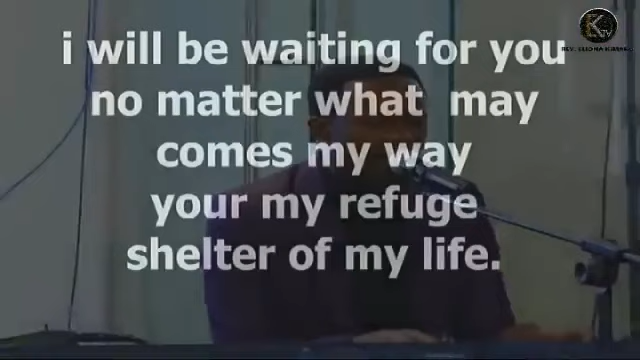 i will be waiting for you
no matter what may
comes my way
your my refuge
shelter of my life.